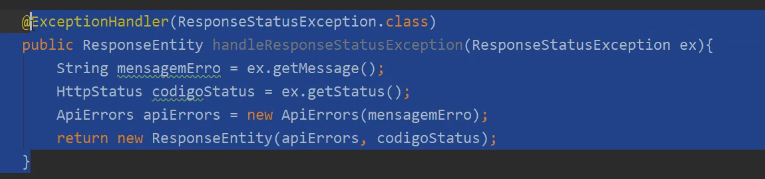 @ExceptionHandler(ResponseStatusException.class)
public ResponseEntity handleResponseStatusException(ResponseStatusException ex){
String mensagemErro = ex.getMessage();
HttpStatus codigoStatus = ex.getStatus();
ApiErrors apiErrors = new ApiErrors(mensagemErro);
return new ResponseEntity(apiErrors, codigoStatus);
}